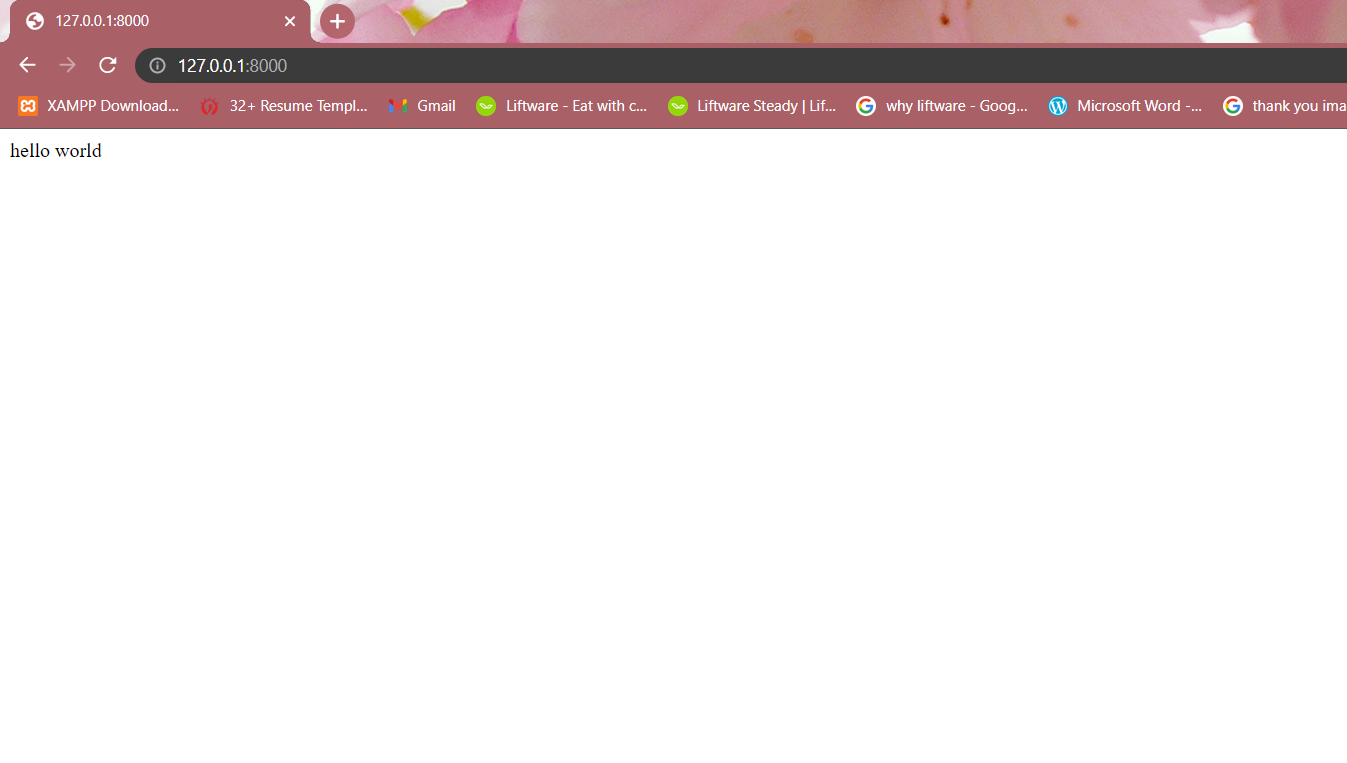 127.0.0.1:8000
127.0.0.1:8000
XAMPP Download... 32+ Resume Templ... Gmail Liftware - Eat with c... Liftware Steady | Lif... why liftware - Goog... Microsoft Word -... thank you ima
hello world